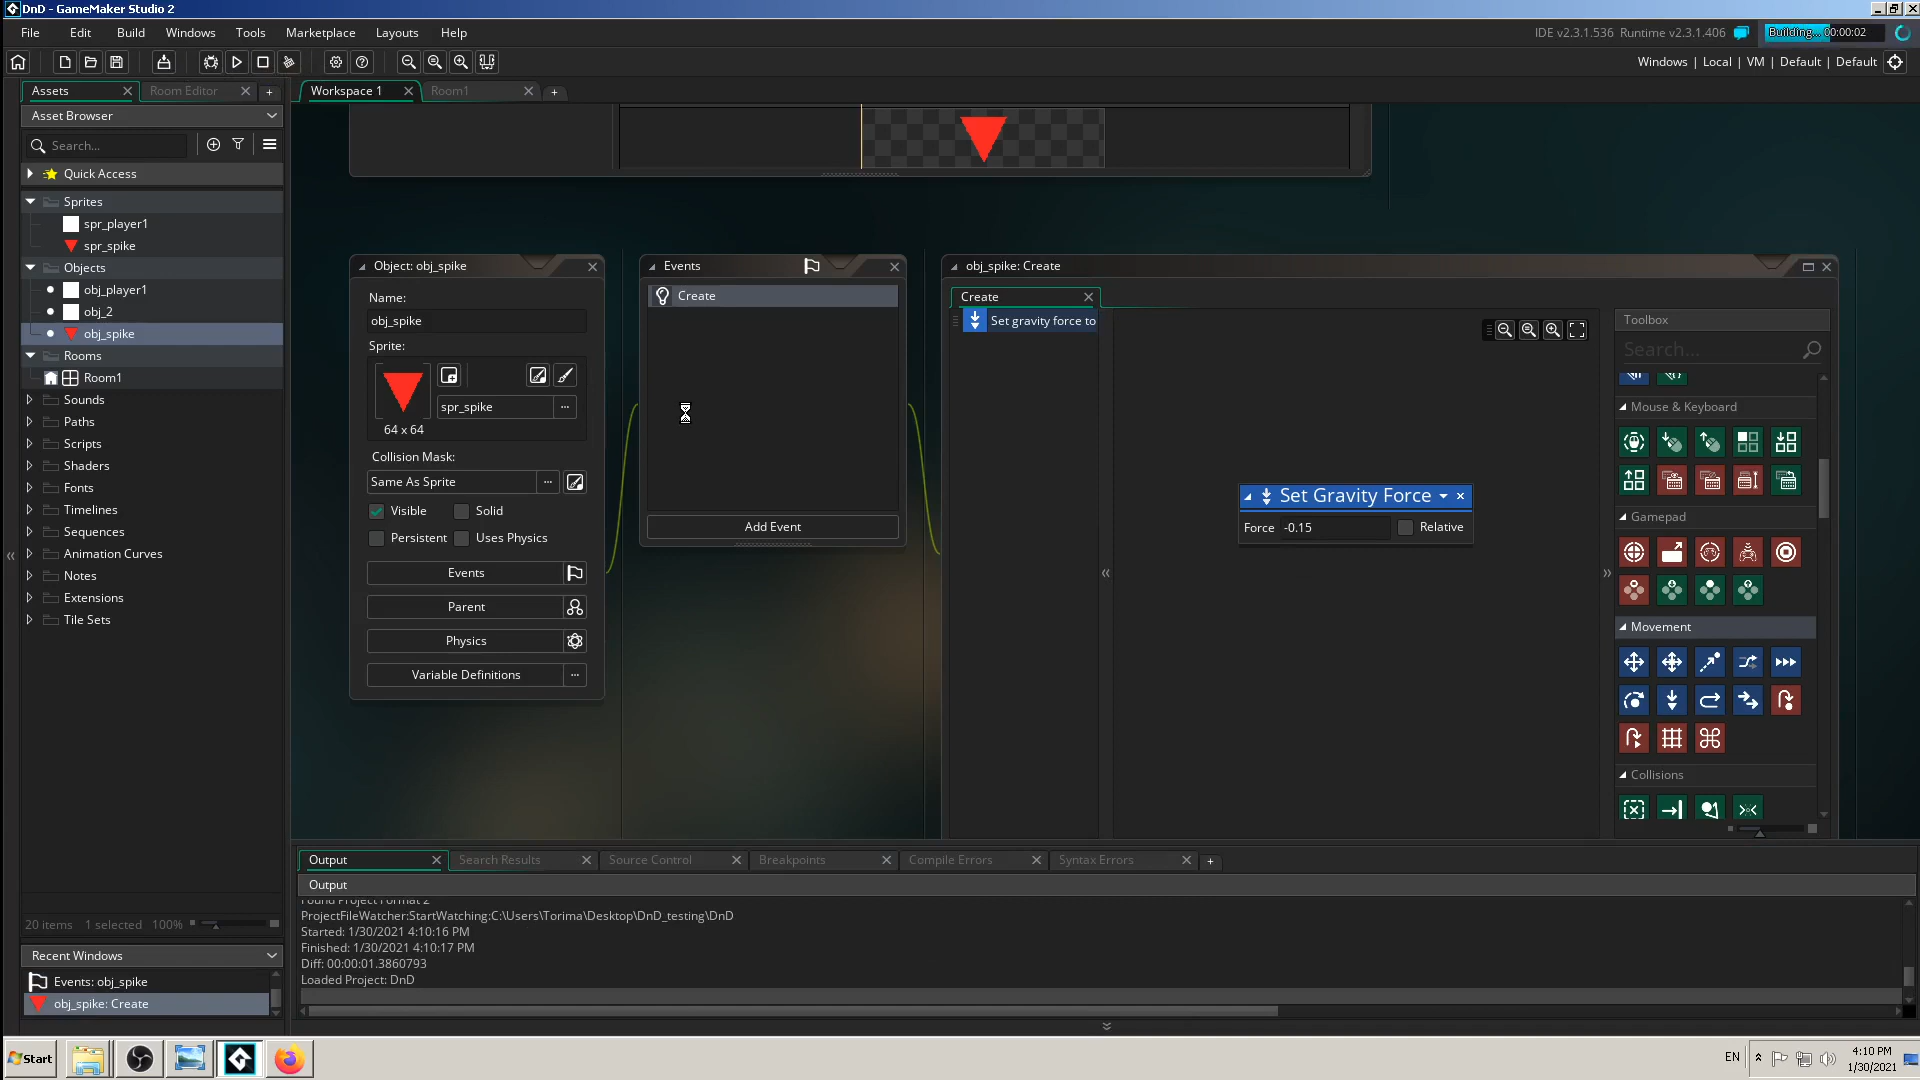 DnD - GameMaker Studio 2
File Edit Build Windows Tools Marketplace Layouts Help
IDE v2.3.1.536 Runtime v2.3.1.406
Building... 00:00:02
Windows | Local | VM | Default | Default
Assets
Room Editor
+
Workspace 1
Room1
+
Asset Browser
Search...
Quick Access
Sprites
spr_player1
spr_spike
Objects
obj_player1
obj_2
obj_spike
Rooms
Room1
Sounds
Paths
Scripts
Shaders
Fonts
Timelines
Sequences
Animation Curves
Notes
Extensions
Tile Sets
20 items 1 selected 100%
Recent Windows
Events: obj_spike
obj_spike: Create
Object: obj_spike
Name:
obj_spike
Sprite:
spr_spike
64 x 64
Collision Mask:
Same As Sprite
Visible
Solid
Persistent
Uses Physics
Events
Parent
Physics
Variable Definitions
Events
Create
Add Event
obj_spike: Create
Create
Set gravity force to
Set Gravity Force
Force -0.15
Relative
Toolbox
Search...
Mouse & Keyboard
Gamepad
Movement
Collisions
Output
Search Results
Source Control
Breakpoints
Compile Errors
Syntax Errors
+
Output
Found Project Format 2
ProjectFileWatcher:StartWatching:C:\Users\Torima\Desktop\DnD_testing\DnD
Started: 1/30/2021 4:10:16 PM
Finished: 1/30/2021 4:10:17 PM
Diff: 00:00:01.3860793
Loaded Project: DnD
Start
EN
4:10 PM
1/30/2021